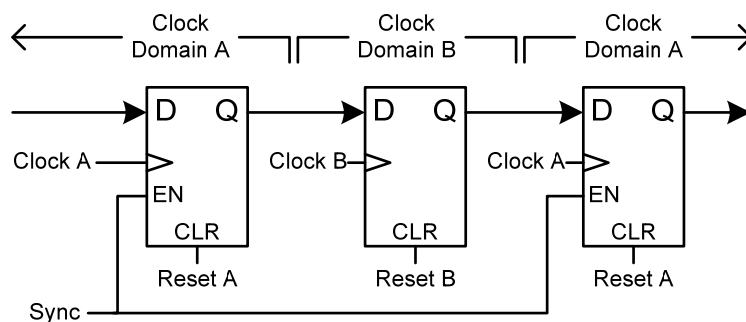 Clock
Domain A
Clock
Domain B
Clock
Domain A
D Q
D Q
D Q
Clock A
Clock B
Clock A
EN
EN
CLR
CLR
CLR
Reset A
Reset B
Reset A
Sync